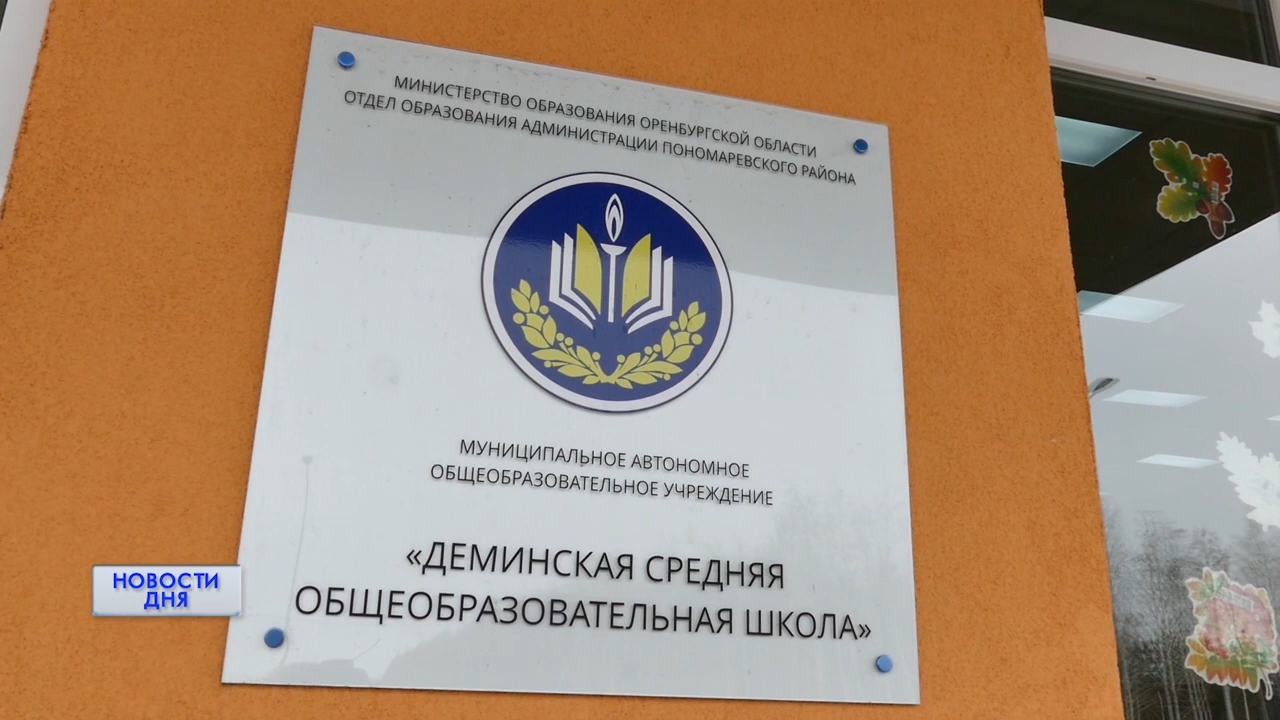 МИНИСТЕРСТВО ОБРАЗОВАНИЯ ОРЕНБУРГСКОЙ ОБЛАСТИ
ОТДЕЛ ОБРАЗОВАНИЯ АДМИНИСТРАЦИИ ПОНОМАРЕВСКОГО РАЙОНА
МУНИЦИПАЛЬНОЕ АВТОНОМНОЕ
ОБЩЕОБРАЗОВАТЕЛЬНОЕ УЧРЕЖДЕНИЕ
«ДЕМИНСКАЯ СРЕДНЯЯ
ОБЩЕОБРАЗОВАТЕЛЬНАЯ ШКОЛА»
НОВОСТИ
ДНЯ